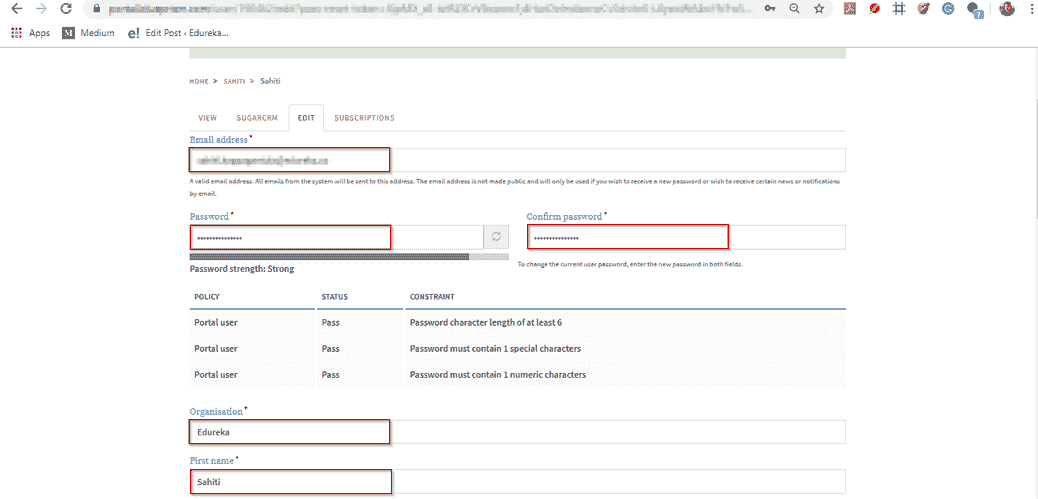 Apps Medium Edit Post ‹ Edureka...
HOME > SAHITI > Sahiti
VIEW SUGARCRM EDIT SUBSCRIPTIONS
Email address *
A valid email address. All emails from the system will be sent to this address. The email address is not made public and will only be used if you wish to receive a new password or wish to receive certain news or notifications
by email.
Password * Confirm password *
•••••••••••••• ••••••••••••••
To change the current user password, enter the new password in both fields.
Password strength: Strong
POLICY STATUS CONSTRAINT
Portal user Pass Password character length of at least 6
Portal user Pass Password must contain 1 special characters
Portal user Pass Password must contain 1 numeric characters
Organisation *
Edureka
First name *
Sahiti